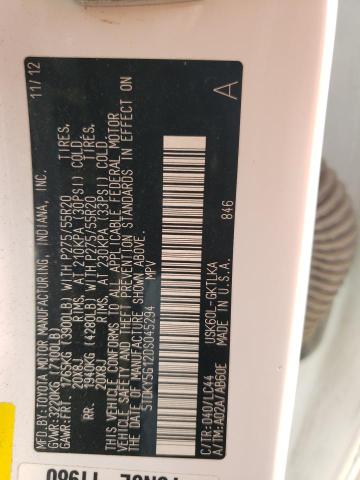 MFD. BY: TOYOTA MOTOR MANUFACTURING, INDIANA, INC. 11/12
GVWR: 3220KG (7100LB)
GAWR: FRT. 1765KG (3900LB) WITH P275/55R20 TIRES,
20X8J RIMS, AT 210KPA (30PSI) COLD.
RR. 1940KG (4280LB) WITH P275/55R20 TIRES,
20X8J RIMS, AT 230KPA (33PSI) COLD.
THIS VEHICLE CONFORMS TO ALL APPLICABLE FEDERAL MOTOR
VEHICLE SAFETY AND THEFT PREVENTION STANDARDS IN EFFECT ON
THE DATE OF MANUFACTURE SHOWN ABOVE.
5TDKY5G12DS045294 MPV
A
846
C/TR: 040/LC44 USK60L-GKTLKA
A/TM: A02A/AB60E MADE IN U.S.A.